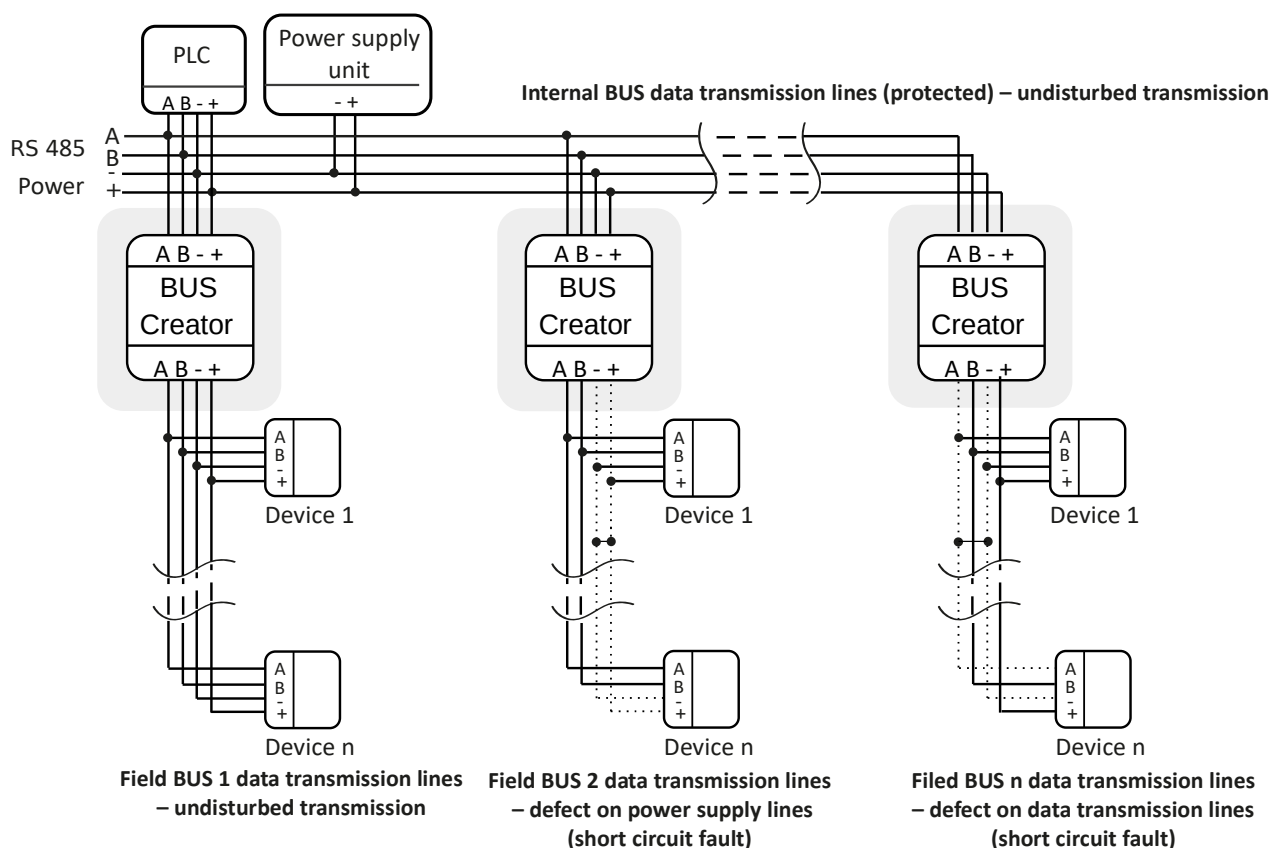 PLC
A B - +
Power supply
unit
- +
Internal BUS data transmission lines (protected) – undisturbed transmission
RS 485
A
B
Power
-
+
A B - +
BUS
Creator
A B - +
A B - +
BUS
Creator
A B - +
A B - +
BUS
Creator
A B - +
A
B
-
+
Device 1
A
B
-
+
Device 1
A
B
-
+
Device 1
A
B
-
+
Device n
A
B
-
+
Device n
A
B
-
+
Device n
Field BUS 1 data transmission lines
– undisturbed transmission
Field BUS 2 data transmission lines
– defect on power supply lines
(short circuit fault)
Filed BUS n data transmission lines
– defect on data transmission lines
(short circuit fault)